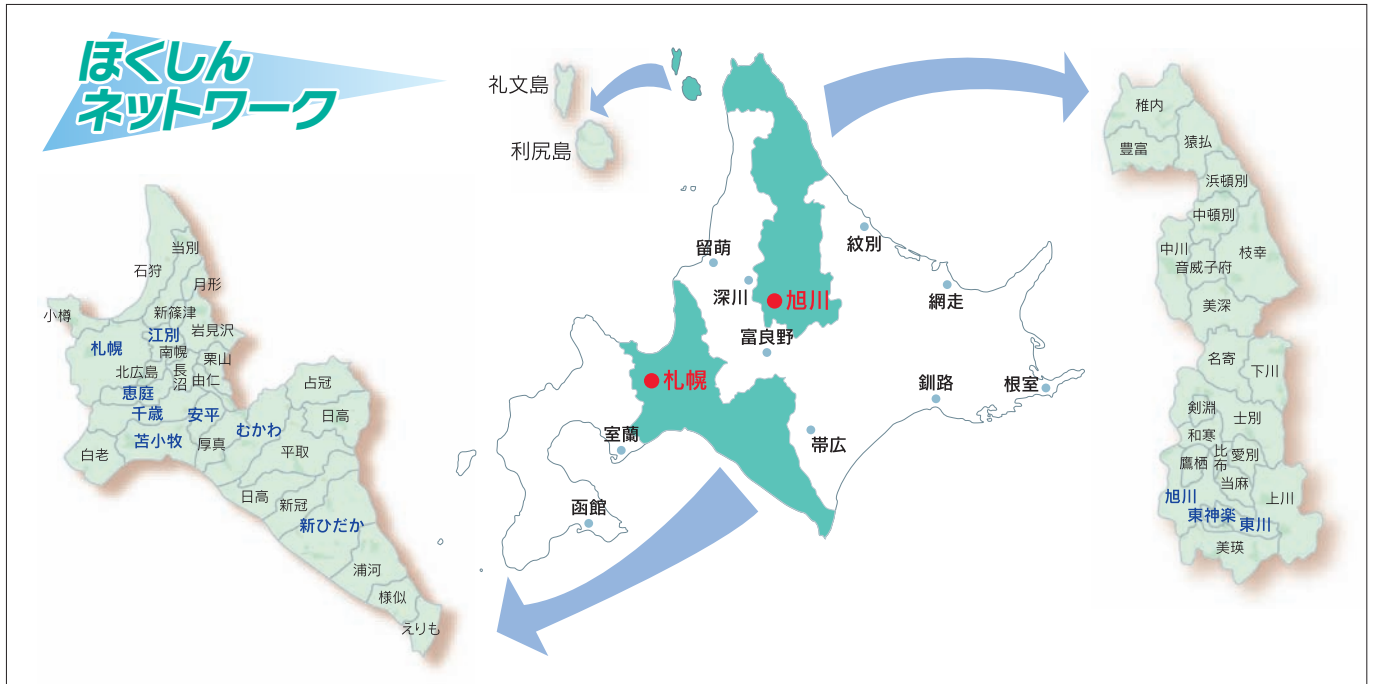 ほくしん
ネットワーク
礼文島
利尻島
留萌
深川
旭川
紋別
網走
富良野
札幌
釧路
根室
帯広
室蘭
函館
当別
石狩
月形
小樽
新篠津
江別
岩見沢
札幌
南幌
長沼
栗山
北広島
由仁
恵庭
千歳
安平
苫小牧
厚真
むかわ
白老
占冠
日高
平取
日高
新冠
新ひだか
浦河
様似
えりも
稚内
豊富
猿払
浜頓別
中頓別
中川
音威子府
枝幸
美深
名寄
下川
剣淵
士別
和寒
比布
愛別
鷹栖
当麻
旭川
上川
東神楽
東川
美瑛